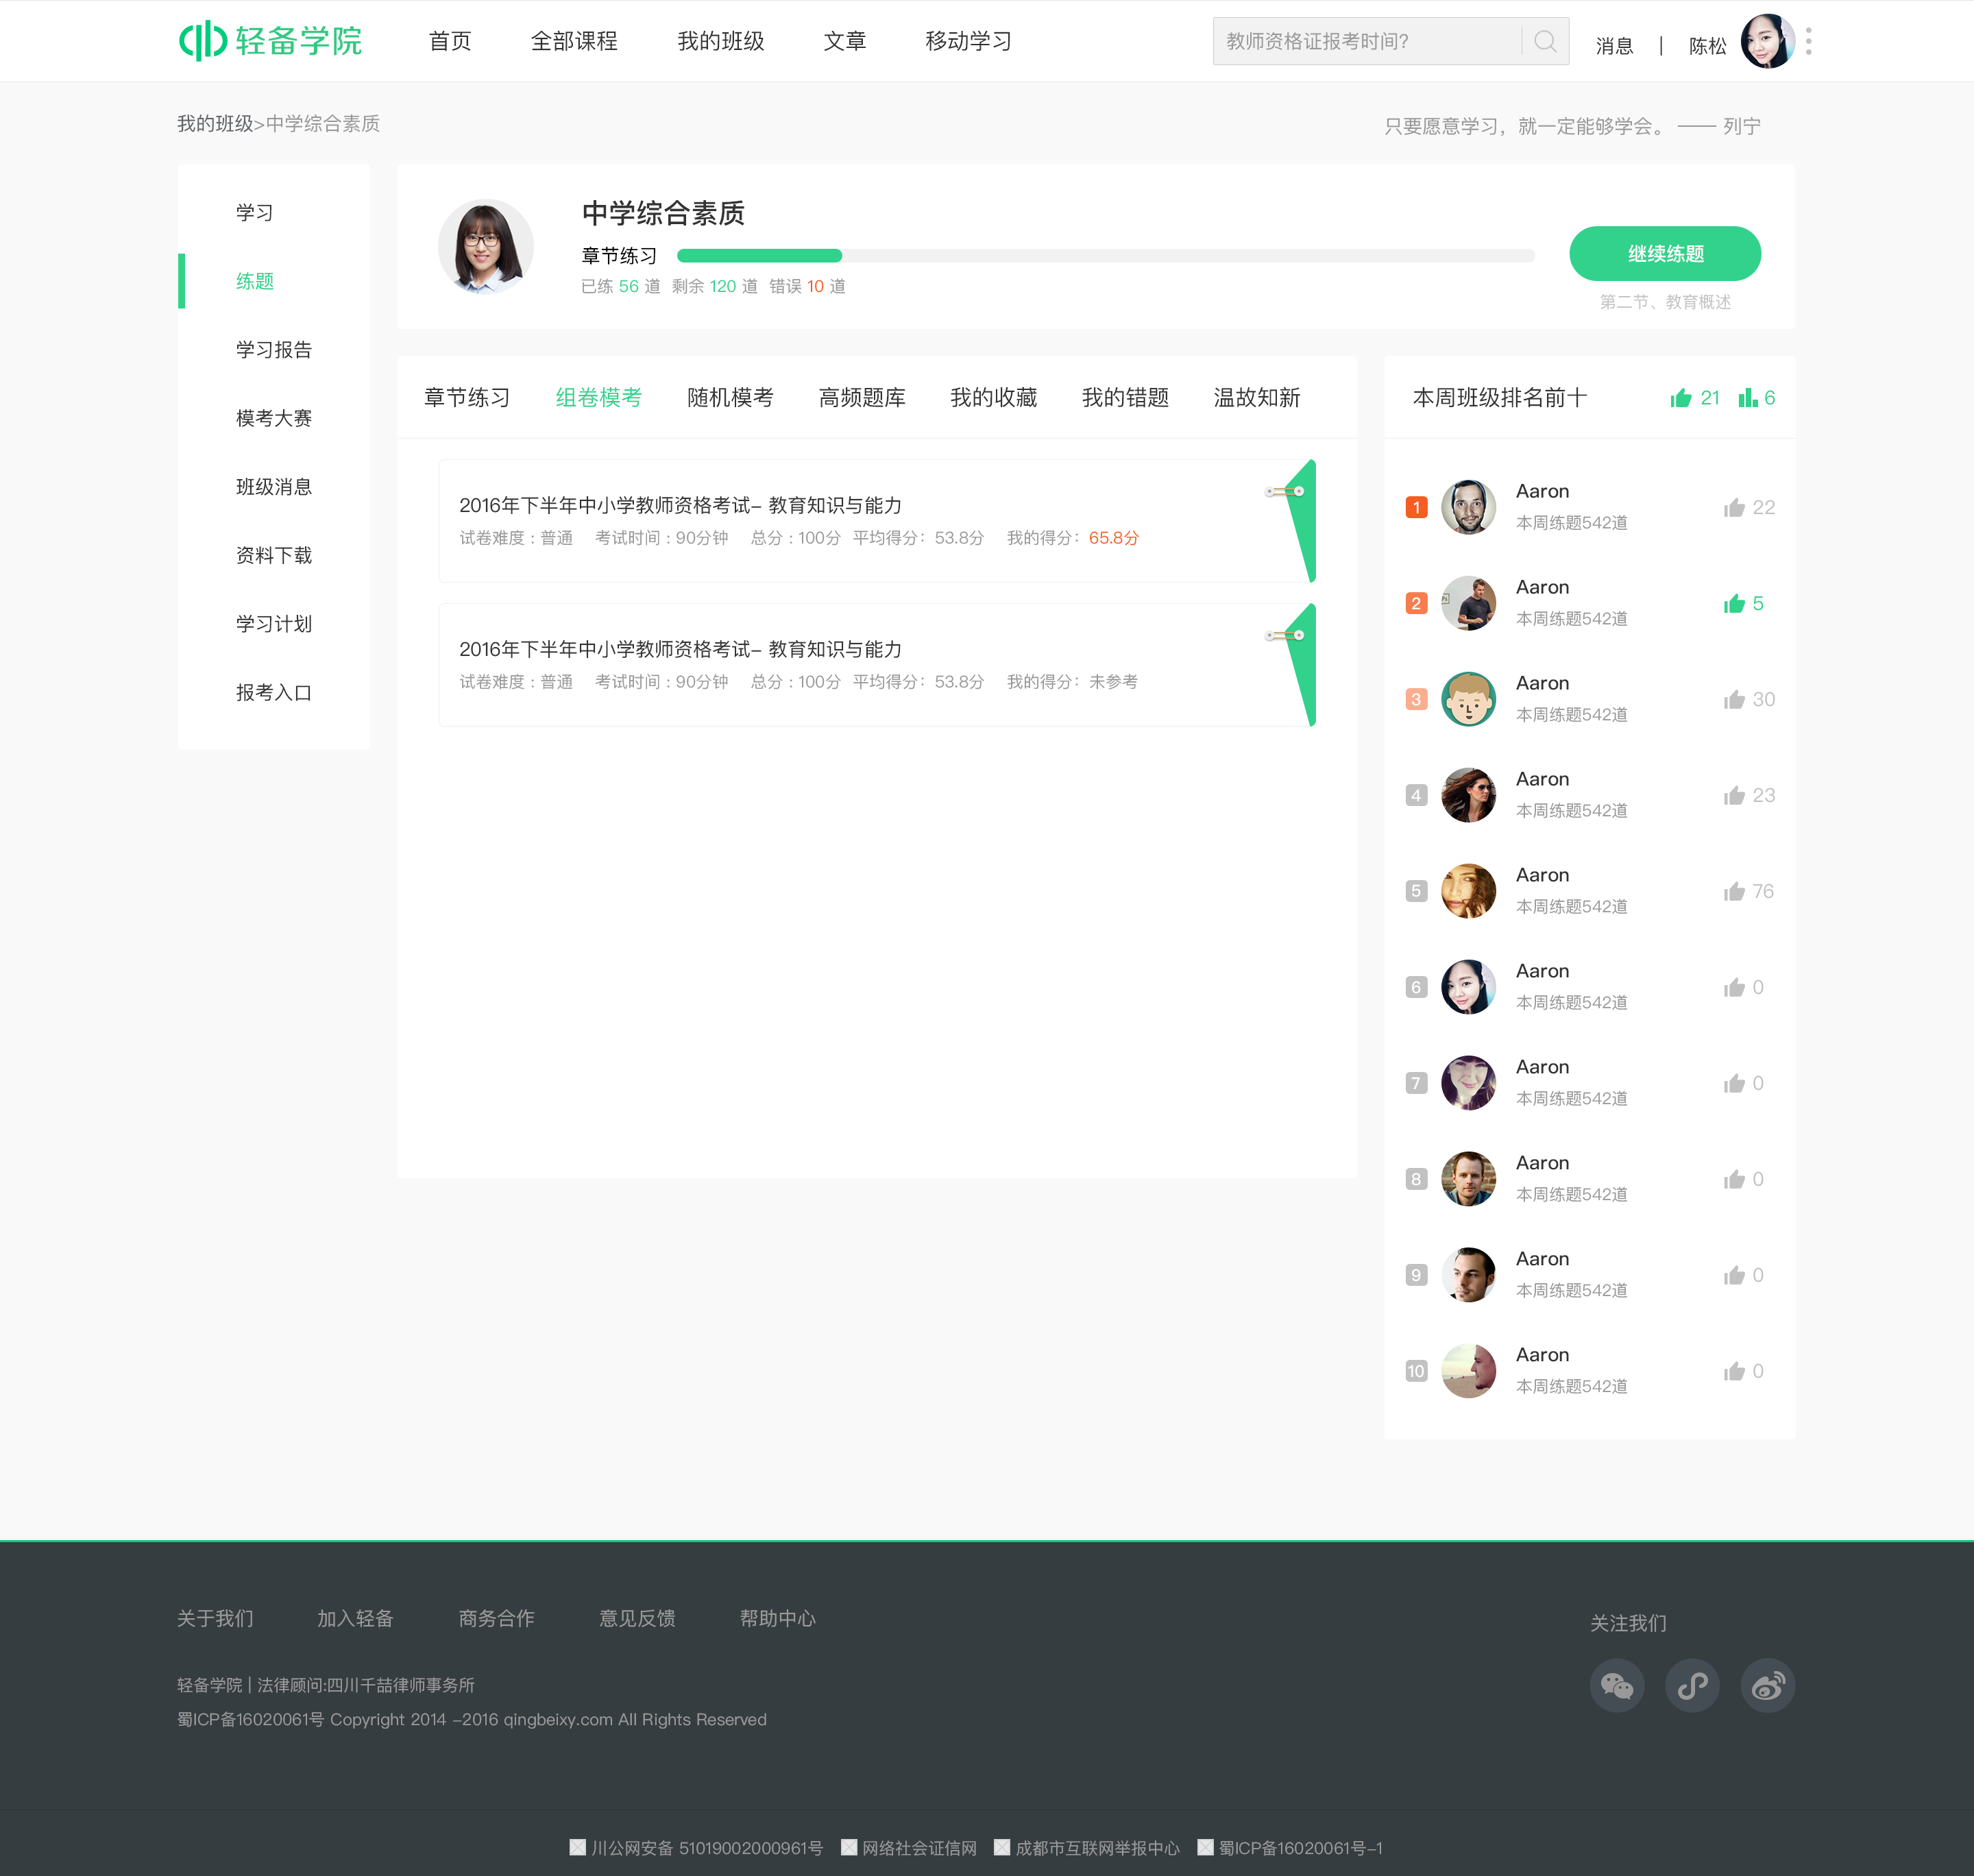 轻备学院 首页 全部课程 我的班级 文章 移动学习 教师资格证报考时间? 消息 | 陈松
我的班级>中学综合素质
只要愿意学习，就一定能够学会。 —— 列宁
学习
练题
学习报告
模考大赛
班级消息
资料下载
学习计划
报考入口
中学综合素质
章节练习
已练 56 道 剩余 120 道 错误 10 道
继续练题
第二节、教育概述
章节练习 组卷模考 随机模考 高频题库 我的收藏 我的错题 温故知新
2016年下半年中小学教师资格考试- 教育知识与能力
试卷难度 : 普通 考试时间 : 90分钟 总分 : 100分 平均得分: 53.8分 我的得分: 65.8分
2016年下半年中小学教师资格考试- 教育知识与能力
试卷难度 : 普通 考试时间 : 90分钟 总分 : 100分 平均得分: 53.8分 我的得分: 未参考
本周班级排名前十 21 6
1 Aaron 22
本周练题542道
2 Aaron 5
本周练题542道
3 Aaron 30
本周练题542道
4 Aaron 23
本周练题542道
5 Aaron 76
本周练题542道
6 Aaron 0
本周练题542道
7 Aaron 0
本周练题542道
8 Aaron 0
本周练题542道
9 Aaron 0
本周练题542道
10 Aaron 0
本周练题542道
关于我们 加入轻备 商务合作 意见反馈 帮助中心
关注我们
轻备学院 | 法律顾问:四川千喆律师事务所
蜀ICP备16020061号 Copyright 2014 -2016 qingbeixy.com All Rights Reserved
川公网安备 51019002000961号 网络社会证信网 成都市互联网举报中心 蜀ICP备16020061号-1